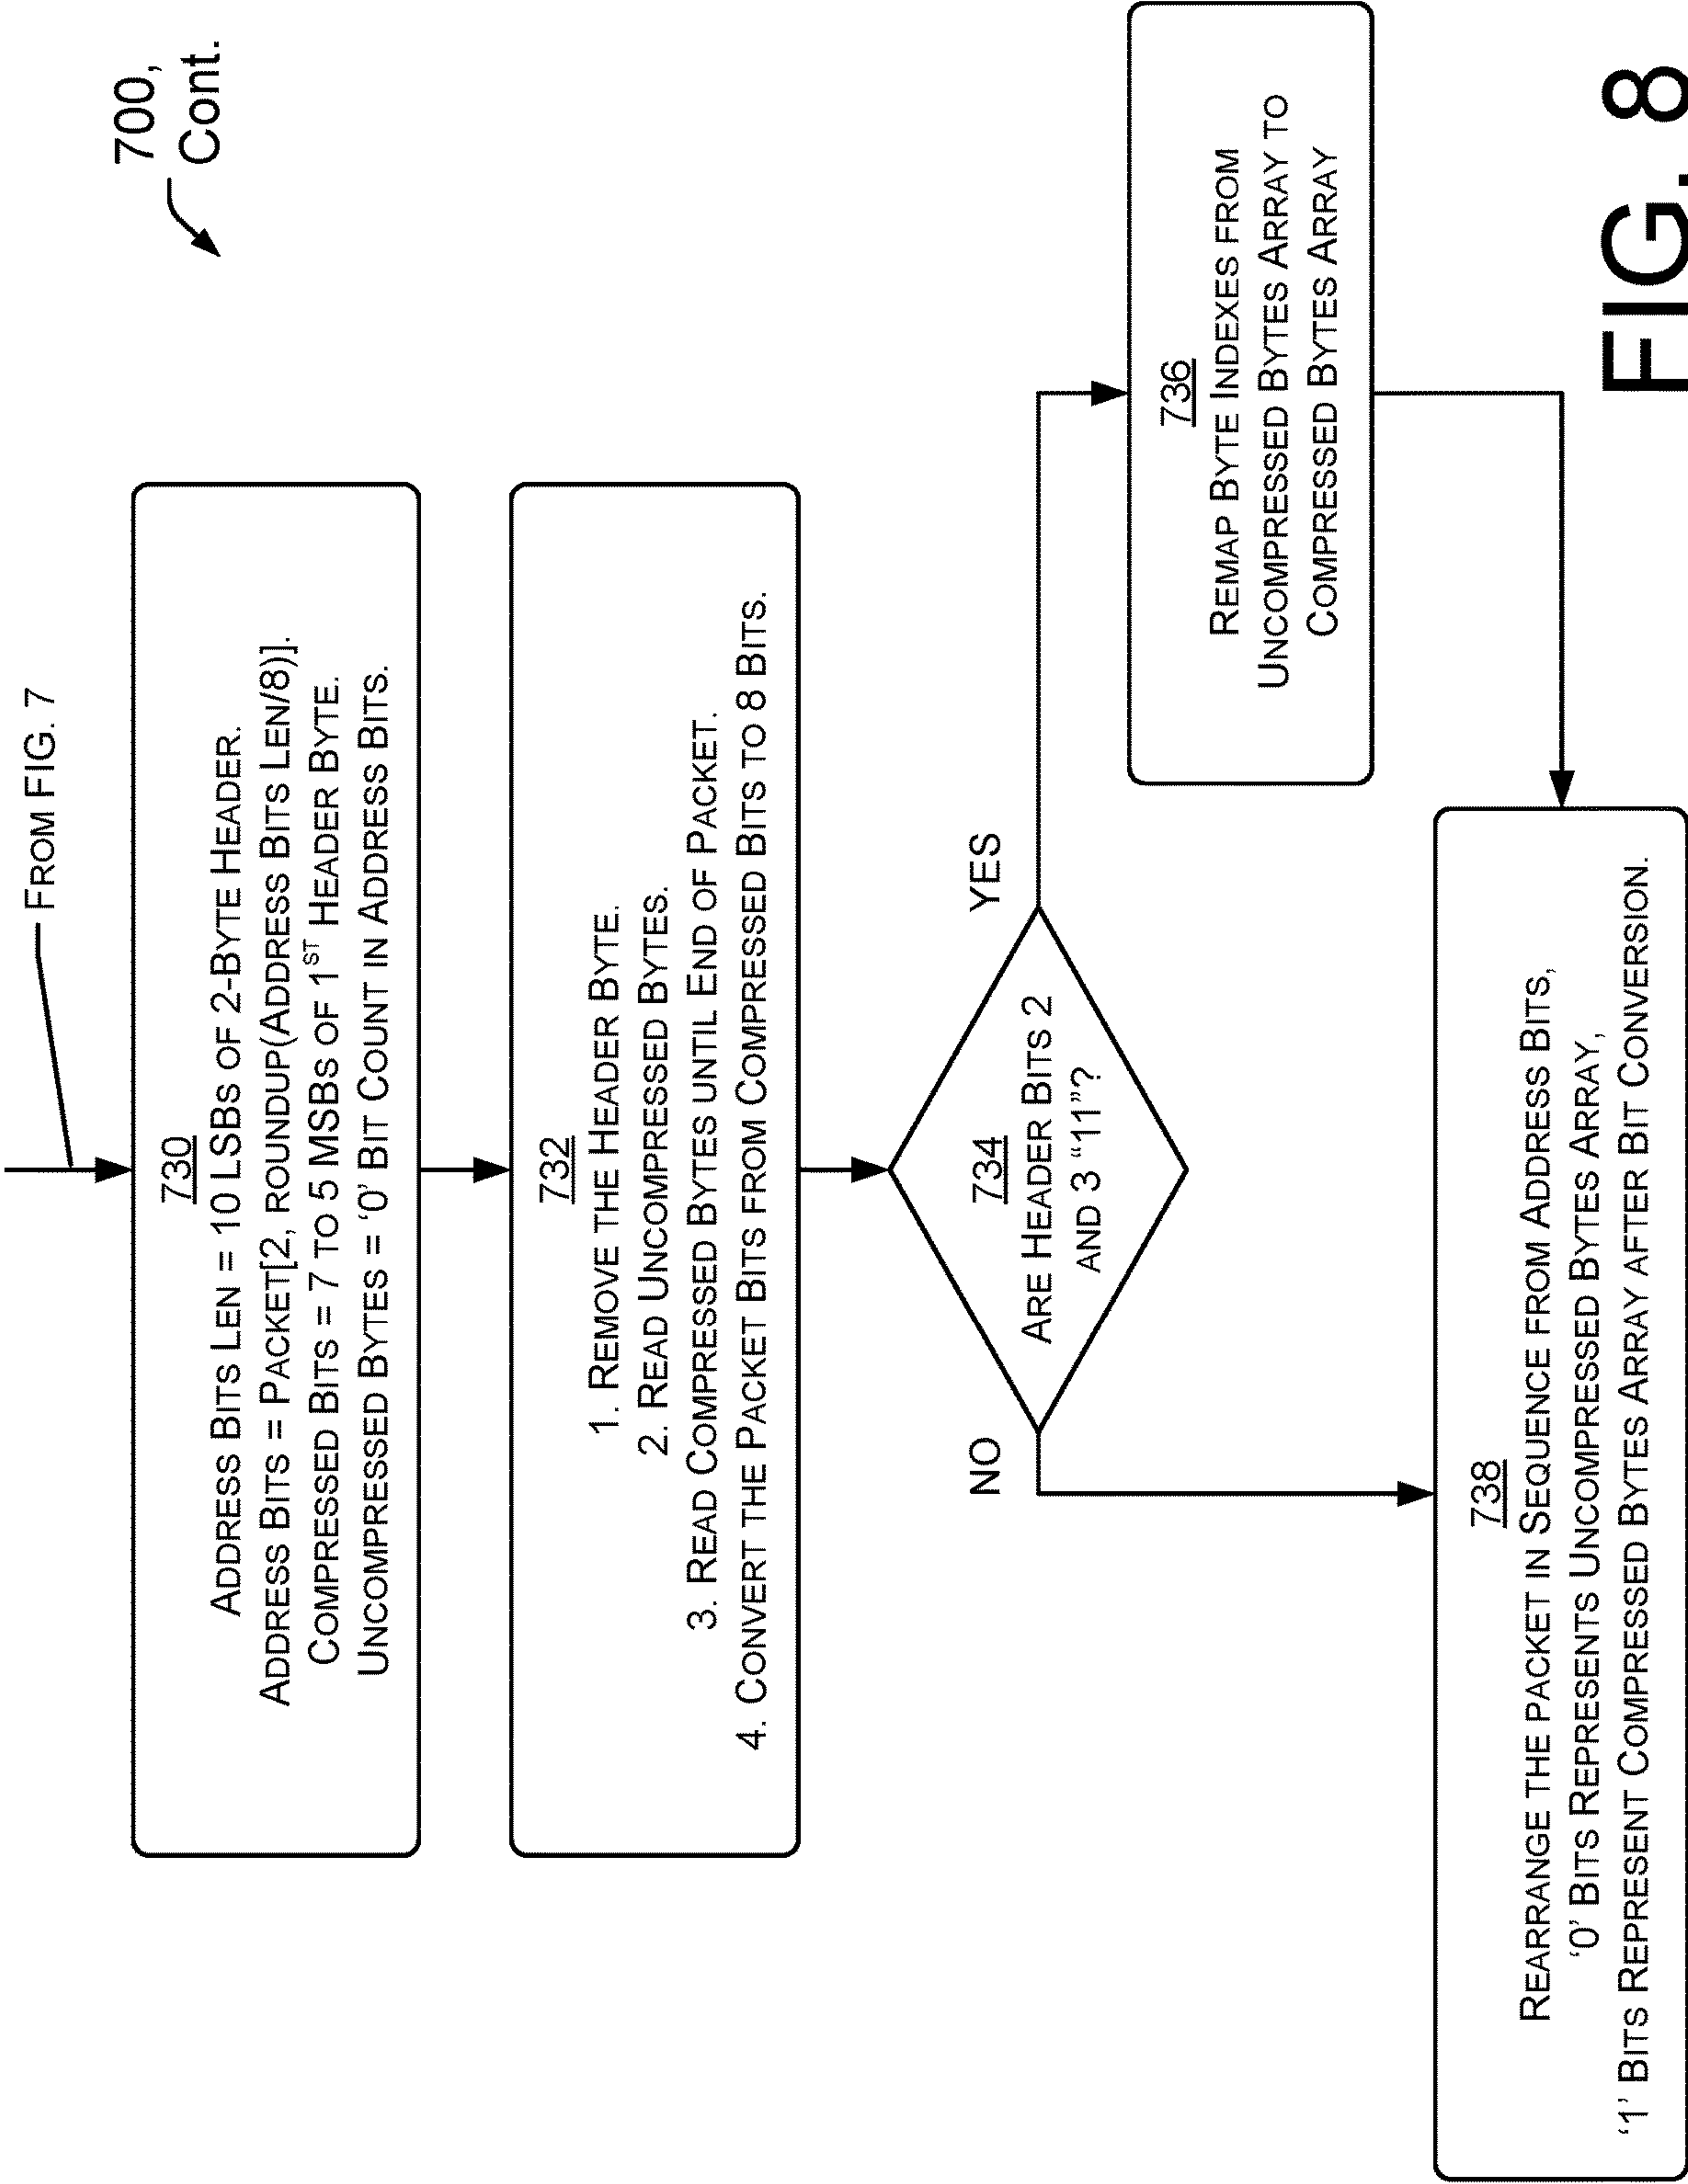 700,
Cont.
FROM FIG. 7
730
ADDRESS BITS LEN = 10 LSBS OF 2-BYTE HEADER.
ADDRESS BITS = PACKET[2, ROUNDUP(ADDRESS BITS LEN/8)].
COMPRESSED BITS = 7 TO 5 MSBS OF 1ST HEADER BYTE.
UNCOMPRESSED BYTES = '0' BIT COUNT IN ADDRESS BITS.
732
1. REMOVE THE HEADER BYTE.
2. READ UNCOMPRESSED BYTES.
3. READ COMPRESSED BYTES UNTIL END OF PACKET.
4. CONVERT THE PACKET BITS FROM COMPRESSED BITS TO 8 BITS.
734
ARE HEADER BITS 2
AND 3 “11”?
NO
YES
736
REMAP BYTE INDEXES FROM
UNCOMPRESSED BYTES ARRAY TO
COMPRESSED BYTES ARRAY
738
REARRANGE THE PACKET IN SEQUENCE FROM ADDRESS BITS,
'0' BITS REPRESENTS UNCOMPRESSED BYTES ARRAY,
'1' BITS REPRESENT COMPRESSED BYTES ARRAY AFTER BIT CONVERSION.
FIG. 8